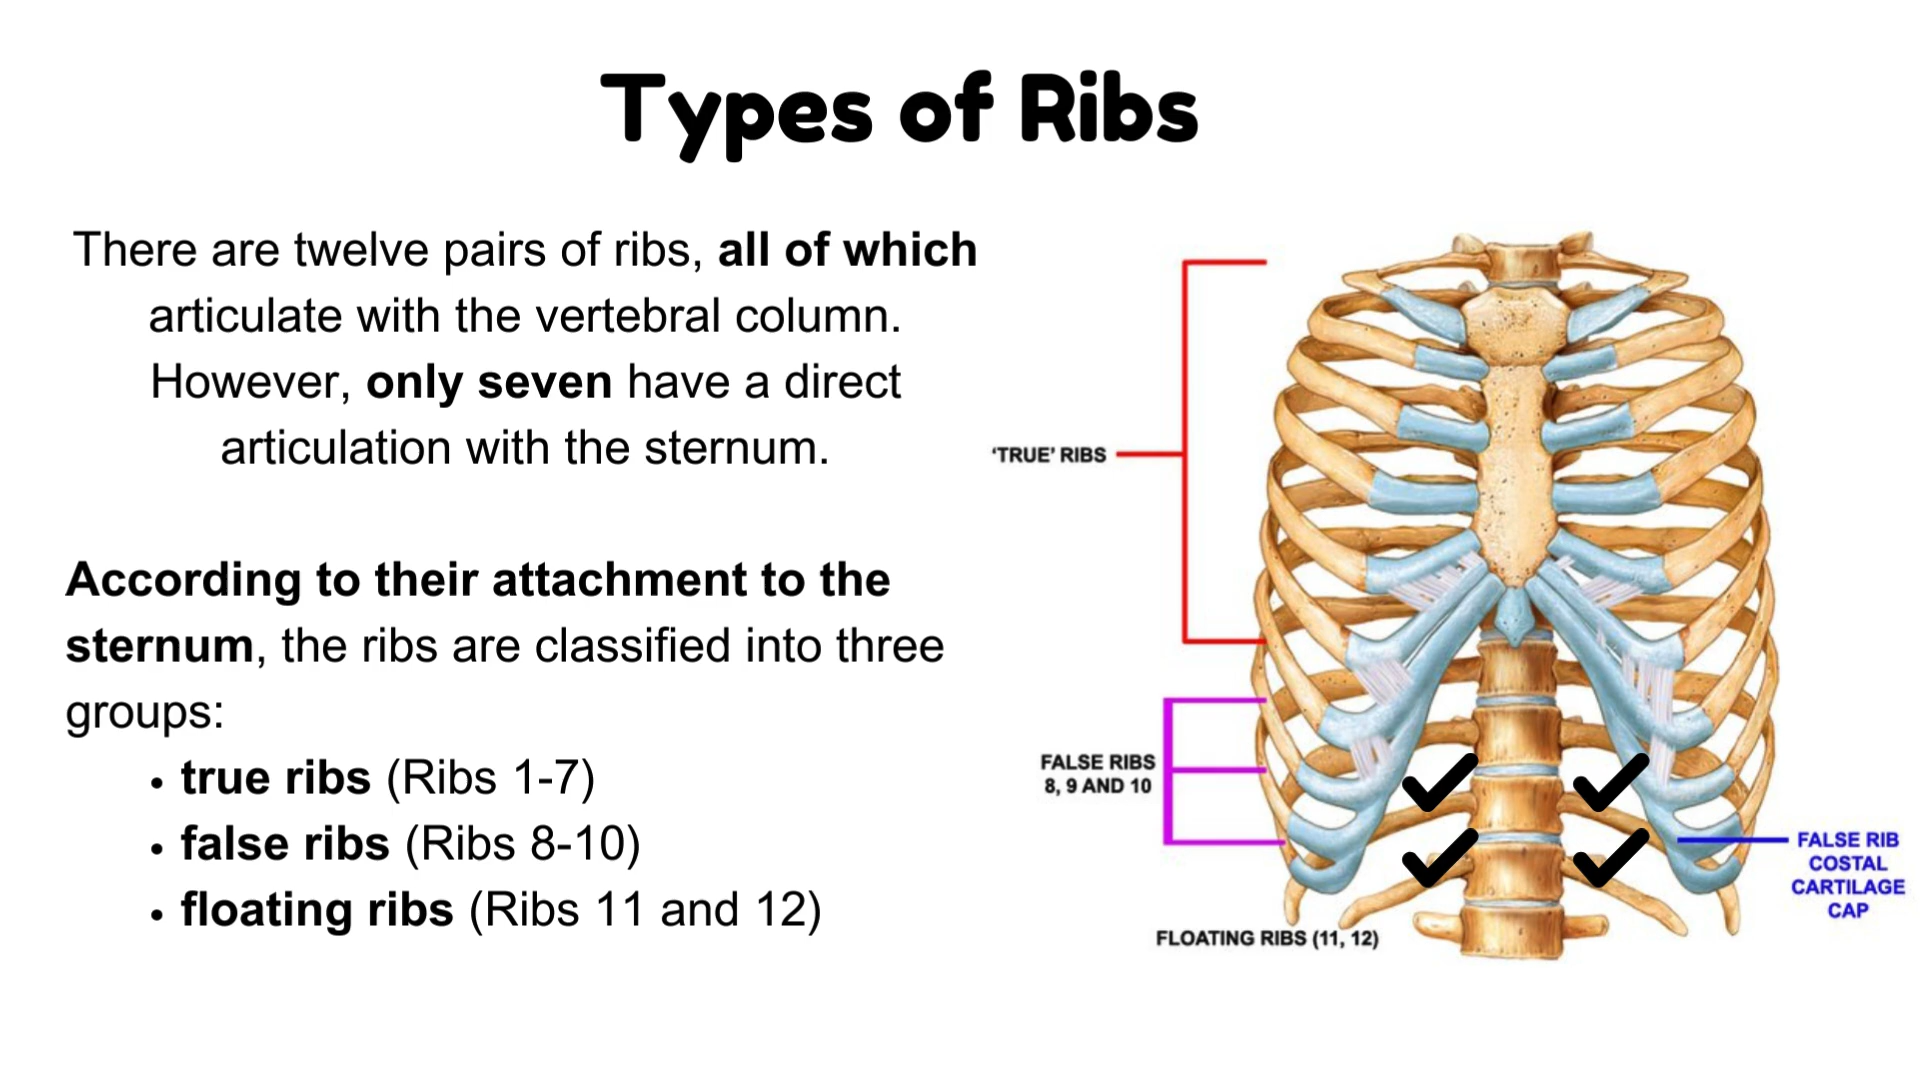 Types of Ribs
There are twelve pairs of ribs, all of which
articulate with the vertebral column.
However, only seven have a direct
articulation with the sternum.
According to their attachment to the
sternum, the ribs are classified into three
groups:
• true ribs (Ribs 1-7)
• false ribs (Ribs 8-10)
• floating ribs (Ribs 11 and 12)
‘TRUE’ RIBS
FALSE RIBS
8, 9 AND 10
FLOATING RIBS (11, 12)
FALSE RIB
COSTAL
CARTILAGE
CAP